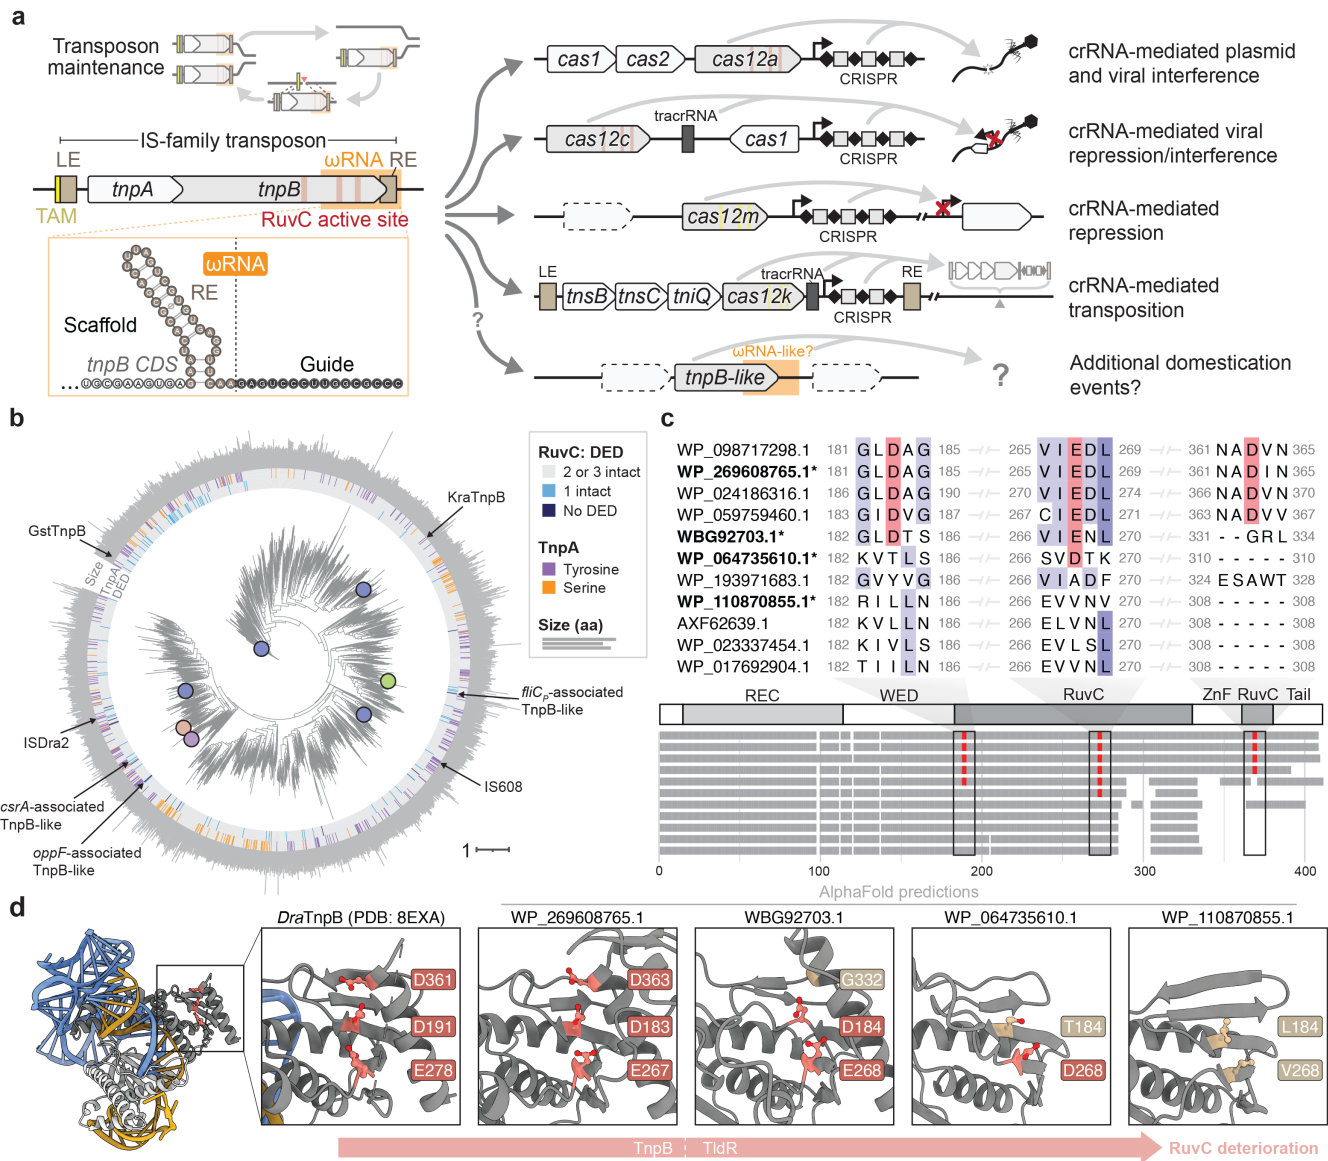 a
Transposon
maintenance
IS-family transposon
LE
ωRNA
RE
tnpA
tnpB
TAM
RuvC active site
ωRNA
RE
Scaffold
tnpB CDS
Guide
cas1
cas2
cas12a
CRISPR
crRNA-mediated plasmid
and viral interference
tracrRNA
cas12c
cas1
CRISPR
crRNA-mediated viral
repression/interference
cas12m
CRISPR
crRNA-mediated
repression
LE
tracrRNA
RE
tnsB
tnsC
tniQ
cas12k
CRISPR
crRNA-mediated
transposition
?
ωRNA-like?
tnpB-like
?
Additional domestication
events?
b
GstTnpB
KraTnpB
Size
TnpA
DED
fliCP-associated
TnpB-like
ISDra2
IS608
csrA-associated
TnpB-like
oppF-associated
TnpB-like
1
RuvC: DED
2 or 3 intact
1 intact
No DED
TnpA
Tyrosine
Serine
Size (aa)
c
WP_098717298.1 181 G L D A G 185 265 V I E D L 269 361 N A D V N 365
WP_269608765.1* 181 G L D A G 185 265 V I E D L 269 361 N A D I N 365
WP_024186316.1 186 G L D A G 190 270 V I E D L 274 366 N A D V N 370
WP_059759460.1 183 G I D V G 187 267 C I E D L 271 363 N A D V V 367
WBG92703.1* 182 G L D T S 186 266 V I E N L 270 331 - - G R L 334
WP_064735610.1* 182 K V T L S 186 266 S V D T K 270 310 - - - - - 310
WP_193971683.1 182 G V Y V G 186 266 V I A D F 270 324 E S A W T 328
WP_110870855.1* 182 R I L L N 186 266 E V V N V 270 308 - - - - - 308
AXF62639.1 182 K V L L N 186 266 E L V N L 270 308 - - - - - 308
WP_023337454.1 182 K I V L S 186 266 E V L S L 270 308 - - - - - 308
WP_017692904.1 182 T I I L N 186 266 E V V N L 270 308 - - - - - 308
REC
WED
RuvC
ZnF
RuvC
Tail
0
100
200
300
400
AlphaFold predictions
d
DraTnpB (PDB: 8EXA)
WP_269608765.1
WBG92703.1
WP_064735610.1
WP_110870855.1
D361
D191
E278
D363
D183
E267
G332
D184
E268
T184
D268
L184
V268
TnpB
TldR
RuvC deterioration